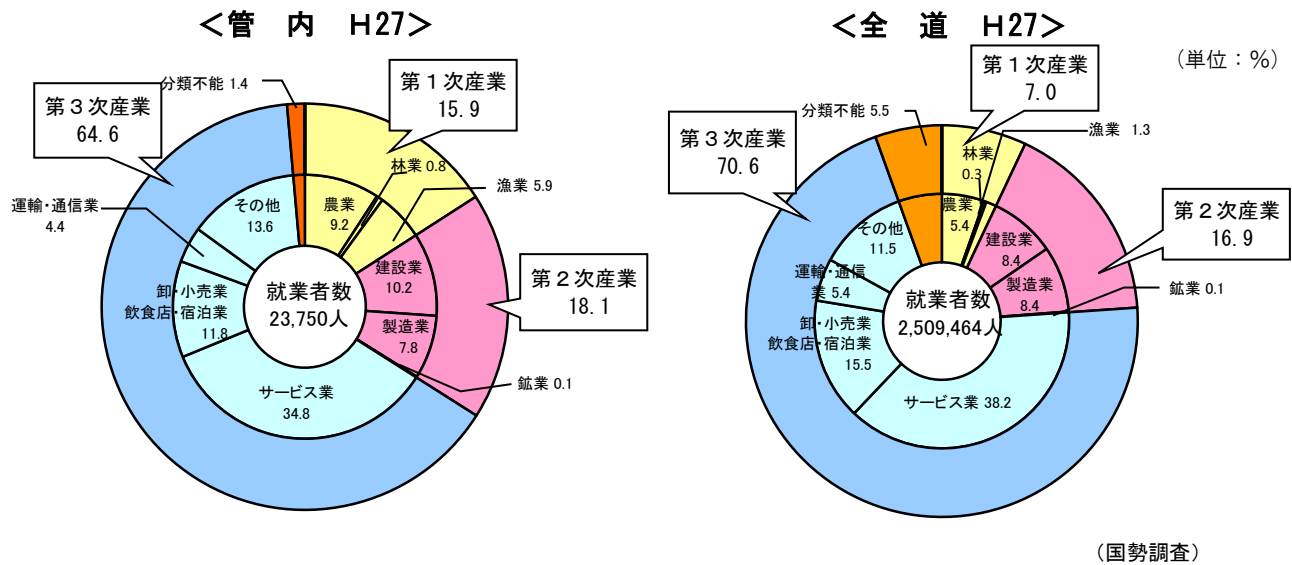 ＜管　内　Ｈ27＞
分類不能 1.4
第１次産業
15.9
第３次産業
64.6
林業 0.8
漁業 5.9
運輸・通信業
4.4
その他
13.6
農業
9.2
建設業
10.2
第２次産業
18.1
卸・小売業
飲食店・宿泊業
11.8
就業者数
23,750人
製造業
7.8
鉱業 0.1
サービス業
34.8
＜全　道　Ｈ27＞
（単位：%）
第１次産業
7.0
分類不能 5.5
漁業 1.3
第３次産業
70.6
林業
0.3
農業
5.4
第２次産業
16.9
その他
11.5
建設業
8.4
運輸・通信
業 5.4
就業者数
2,509,464人
製造業
8.4
鉱業 0.1
卸・小売業
飲食店・宿泊業
15.5
サービス業 38.2
（国勢調査）